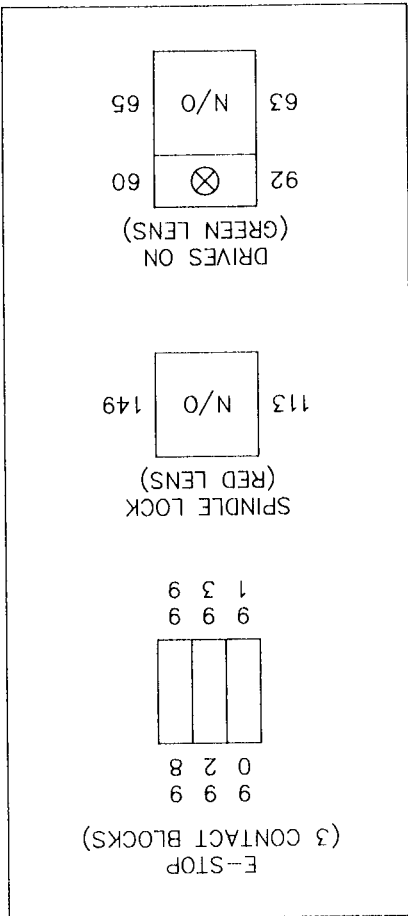 E-STOP
(3 CONTACT BLOCKS)
9 9 9
0 2 8
9 9 9
1 3 9
SPINDLE LOCK
(RED LENS)
113 N/O 149
DRIVES ON
(GREEN LENS)
92 60
63 N/O 65